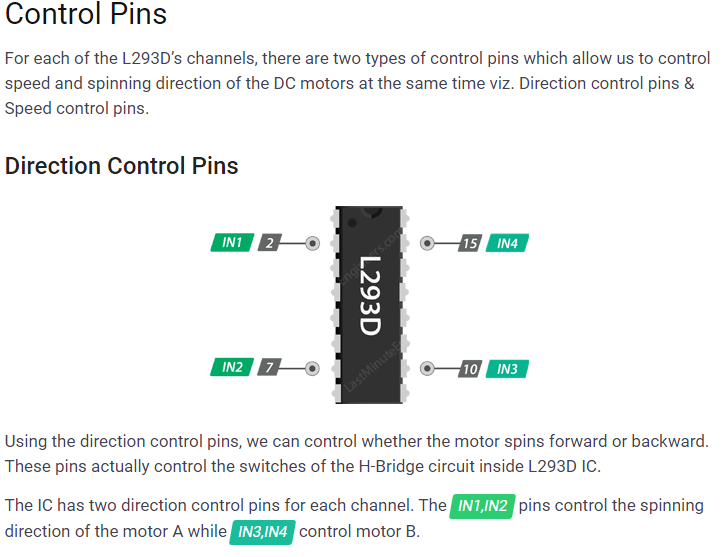 Control Pins
For each of the L293D’s channels, there are two types of control pins which allow us to control
speed and spinning direction of the DC motors at the same time viz. Direction control pins &
Speed control pins.
Direction Control Pins
IN1 2 15 IN4
L293D
LastMinuteEngineers.com
IN2 7 10 IN3
Using the direction control pins, we can control whether the motor spins forward or backward.
These pins actually control the switches of the H-Bridge circuit inside L293D IC.
The IC has two direction control pins for each channel. The IN1,IN2 pins control the spinning
direction of the motor A while IN3,IN4 control motor B.